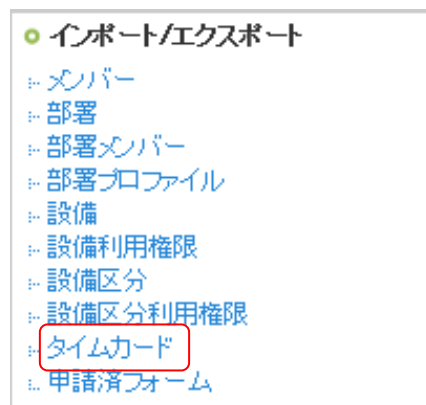 インポート/エクスポート
メンバー
部署
部署メンバー
部署プロファイル
設備
設備利用権限
設備区分
設備区分利用権限
タイムカード
申請済フォーム